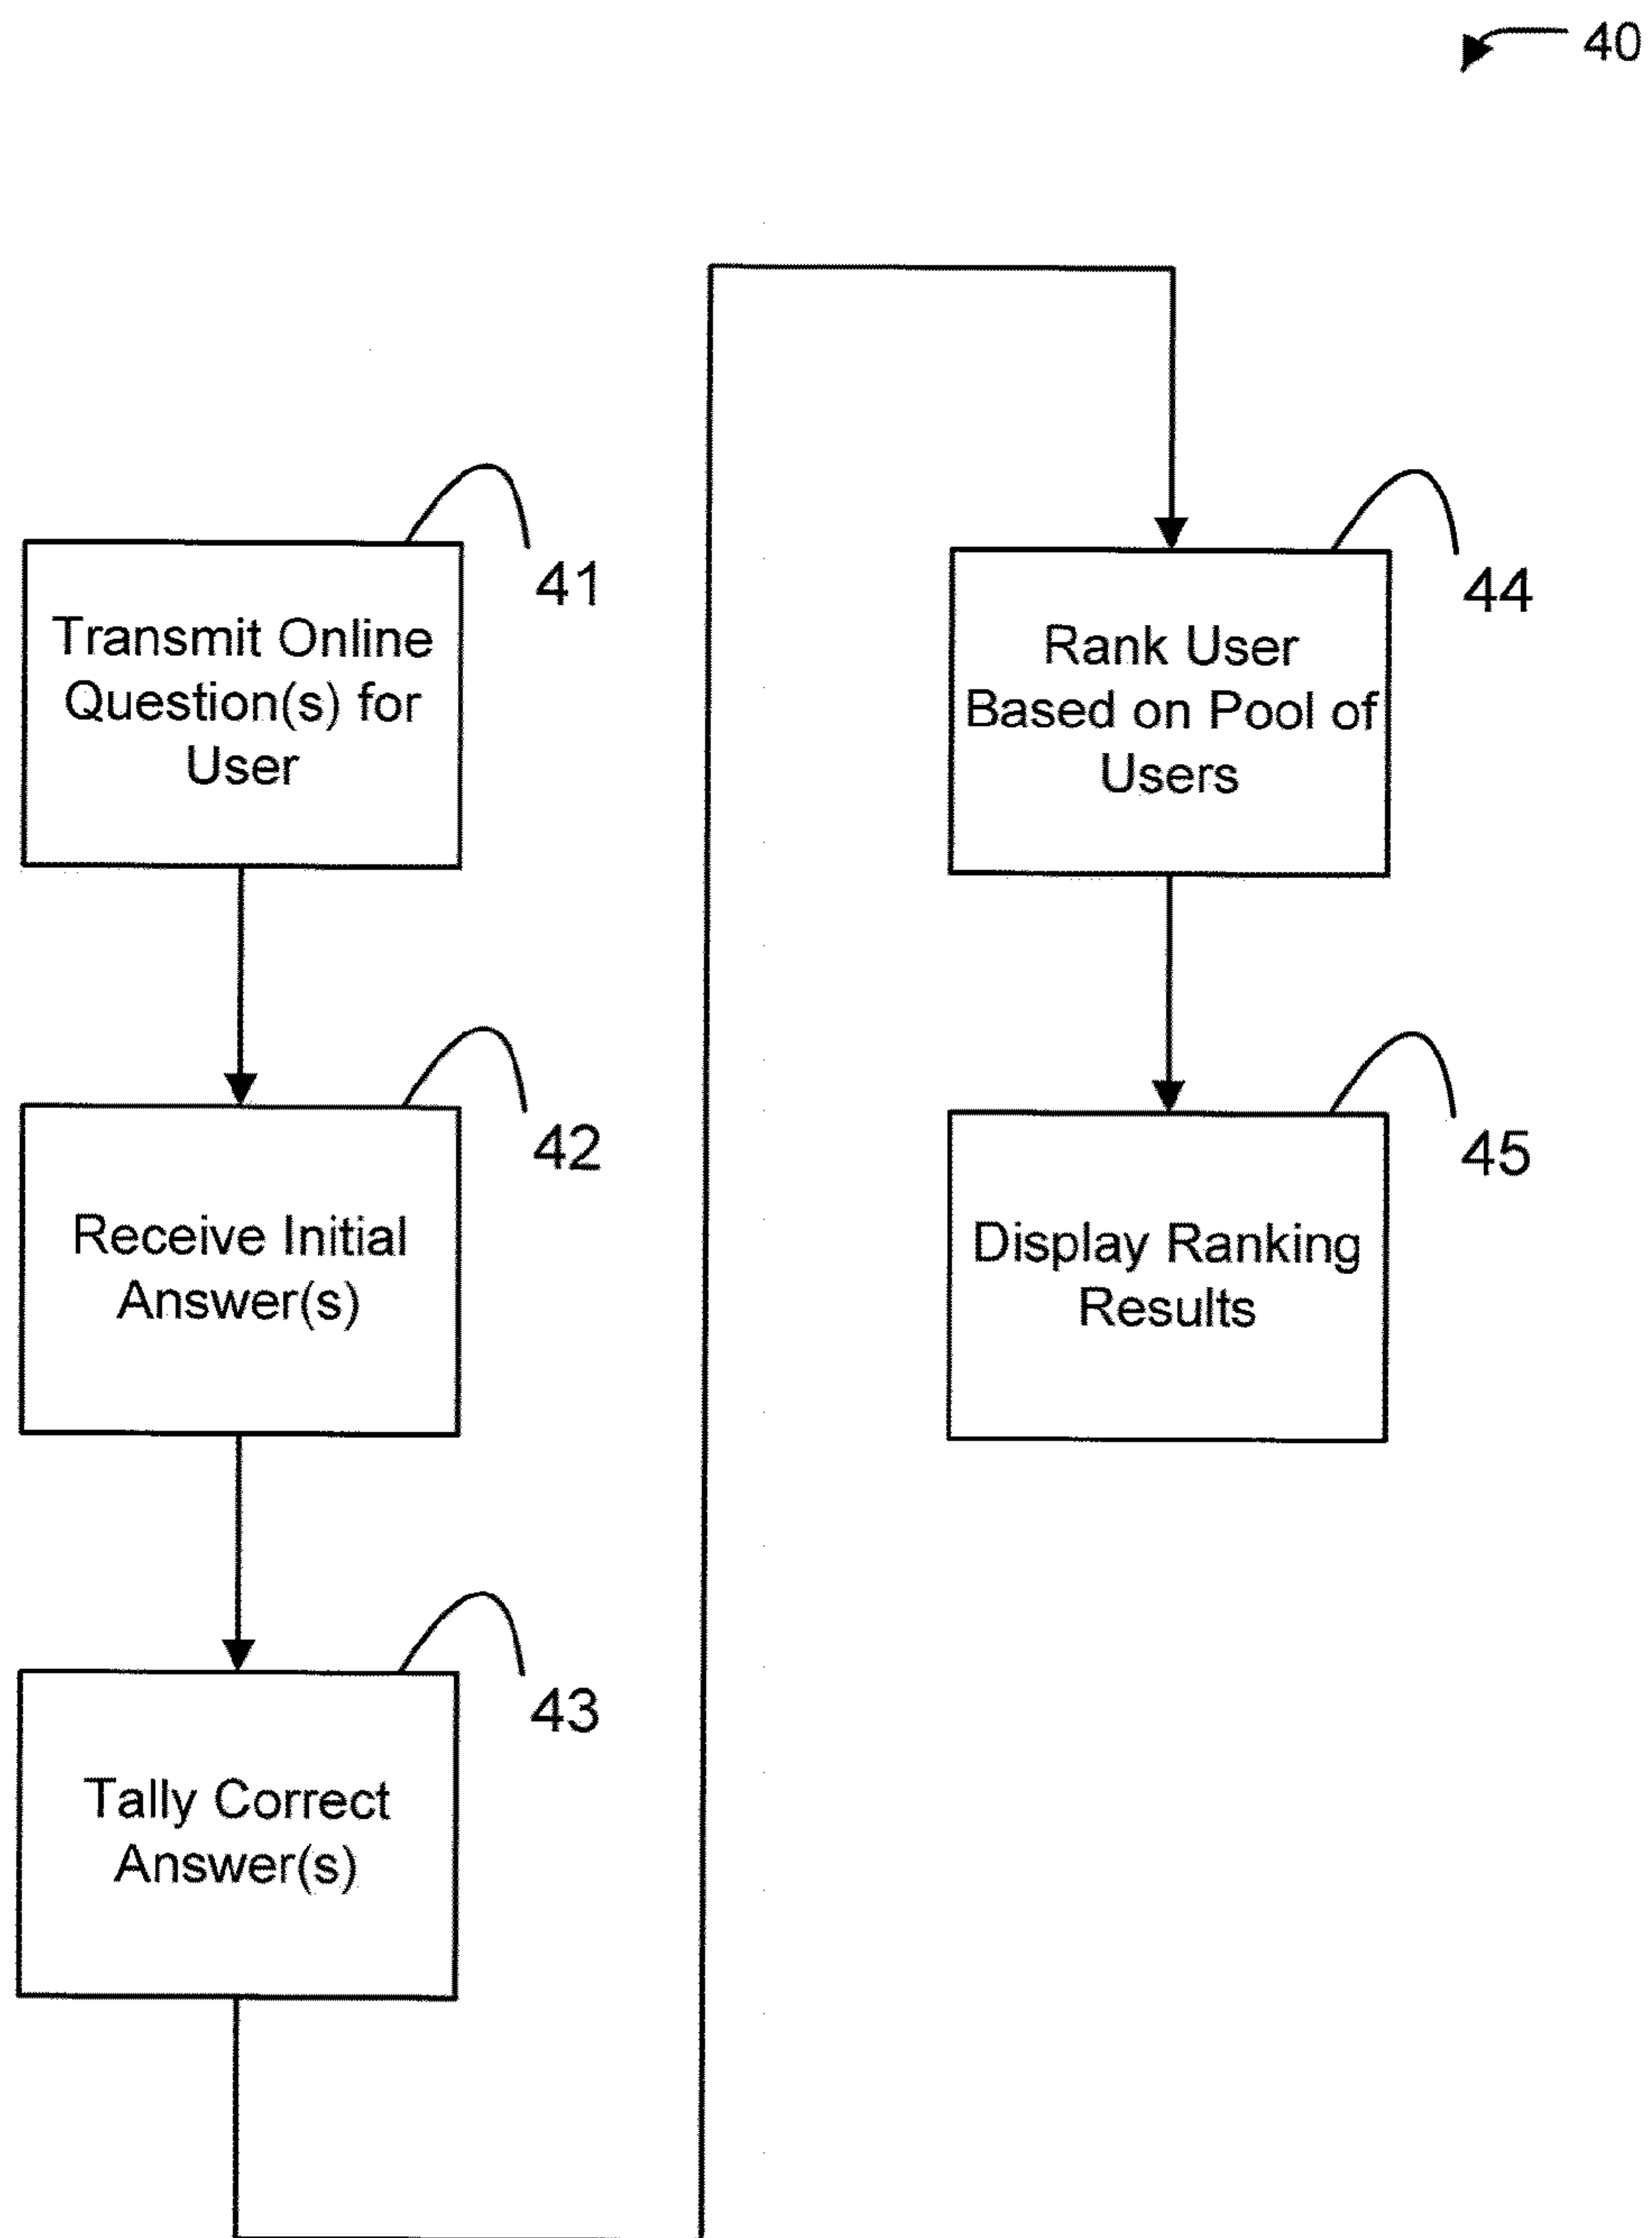 40
41
Transmit Online
Question(s) for
User
42
Receive Initial
Answer(s)
43
Tally Correct
Answer(s)
44
Rank User
Based on Pool of
Users
45
Display Ranking
Results